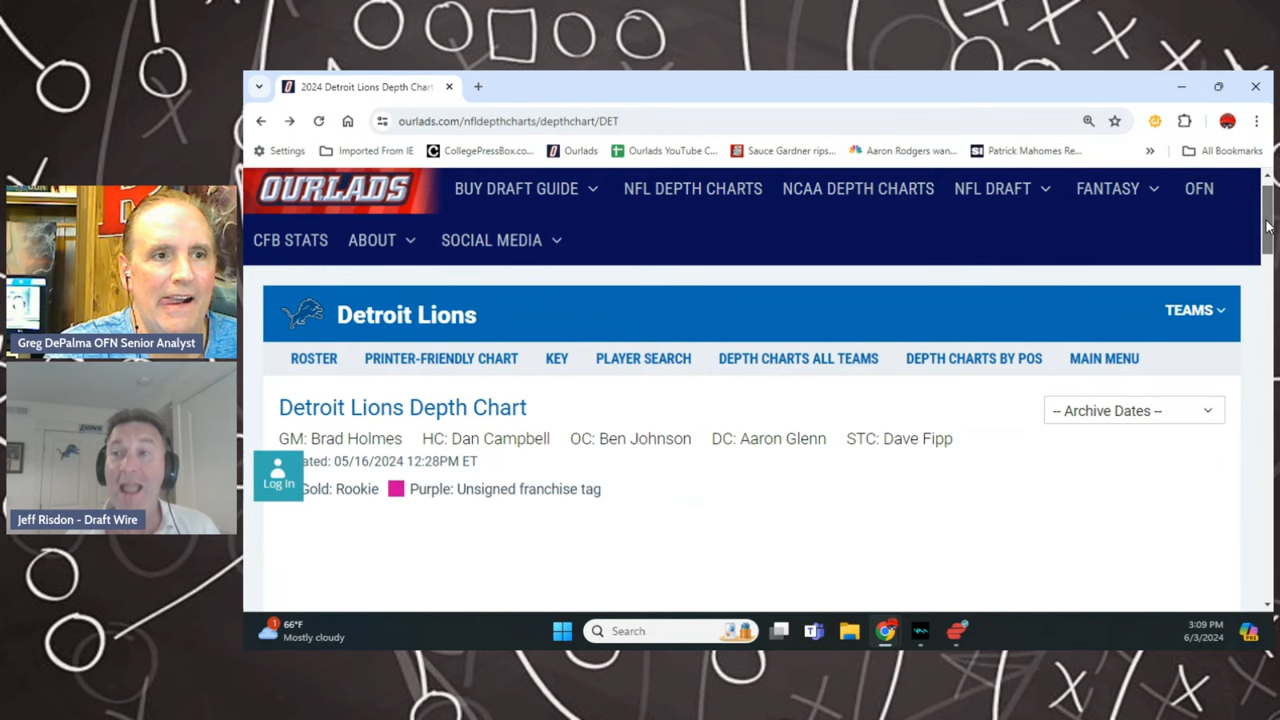 2024 Detroit Lions Depth Chart
ourlads.com/nfldepthcharts/depthchart/DET
Settings Imported From IE CollegePressBox.co... Ourlads Ourlads YouTube C... Sauce Gardner rips... Aaron Rodgers wan... Patrick Mahomes Re... » All Bookmarks
OURLADS BUY DRAFT GUIDE NFL DEPTH CHARTS NCAA DEPTH CHARTS NFL DRAFT FANTASY OFN
CFB STATS ABOUT SOCIAL MEDIA
Detroit Lions TEAMS
ROSTER PRINTER-FRIENDLY CHART KEY PLAYER SEARCH DEPTH CHARTS ALL TEAMS DEPTH CHARTS BY POS MAIN MENU
Detroit Lions Depth Chart -- Archive Dates --
GM: Brad Holmes HC: Dan Campbell OC: Ben Johnson DC: Aaron Glenn STC: Dave Fipp
ated: 05/16/2024 12:28PM ET
Log In
Gold: Rookie Purple: Unsigned franchise tag
Greg DePalma OFN Senior Analyst
LIONS
Jeff Risdon - Draft Wire
1 66°F
Mostly cloudy
Search
3:09 PM
6/3/2024